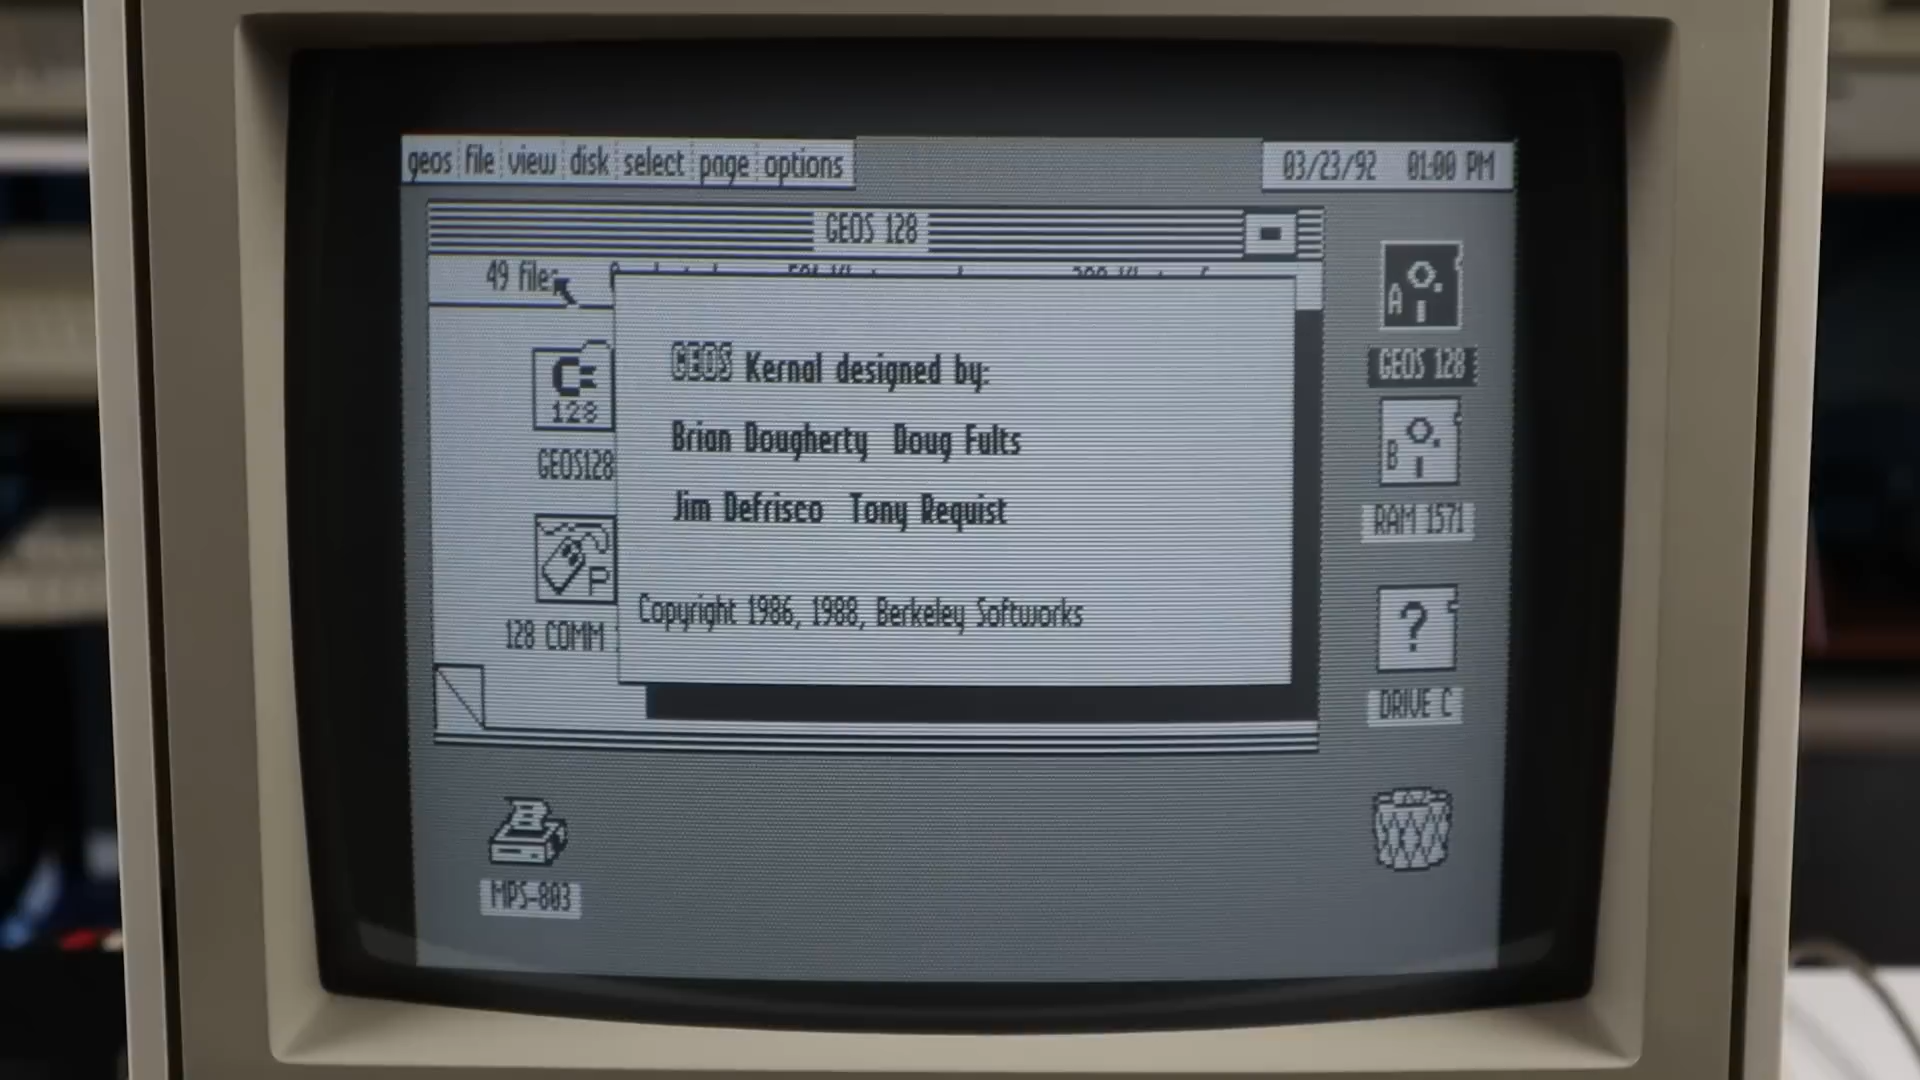 geos file view disk select page options 03/23/92 01:00 PM
GEOS 128
49 files
A
GEOS 128
128
GEOS128
GEOS Kernal designed by:
Brian Dougherty Doug Fults
Jim Defrisco Tony Requist
Copyright 1986, 1988, Berkeley Softworks
B
RAM 1571
P
128 COMM
?
DRIVE C
MPS-803